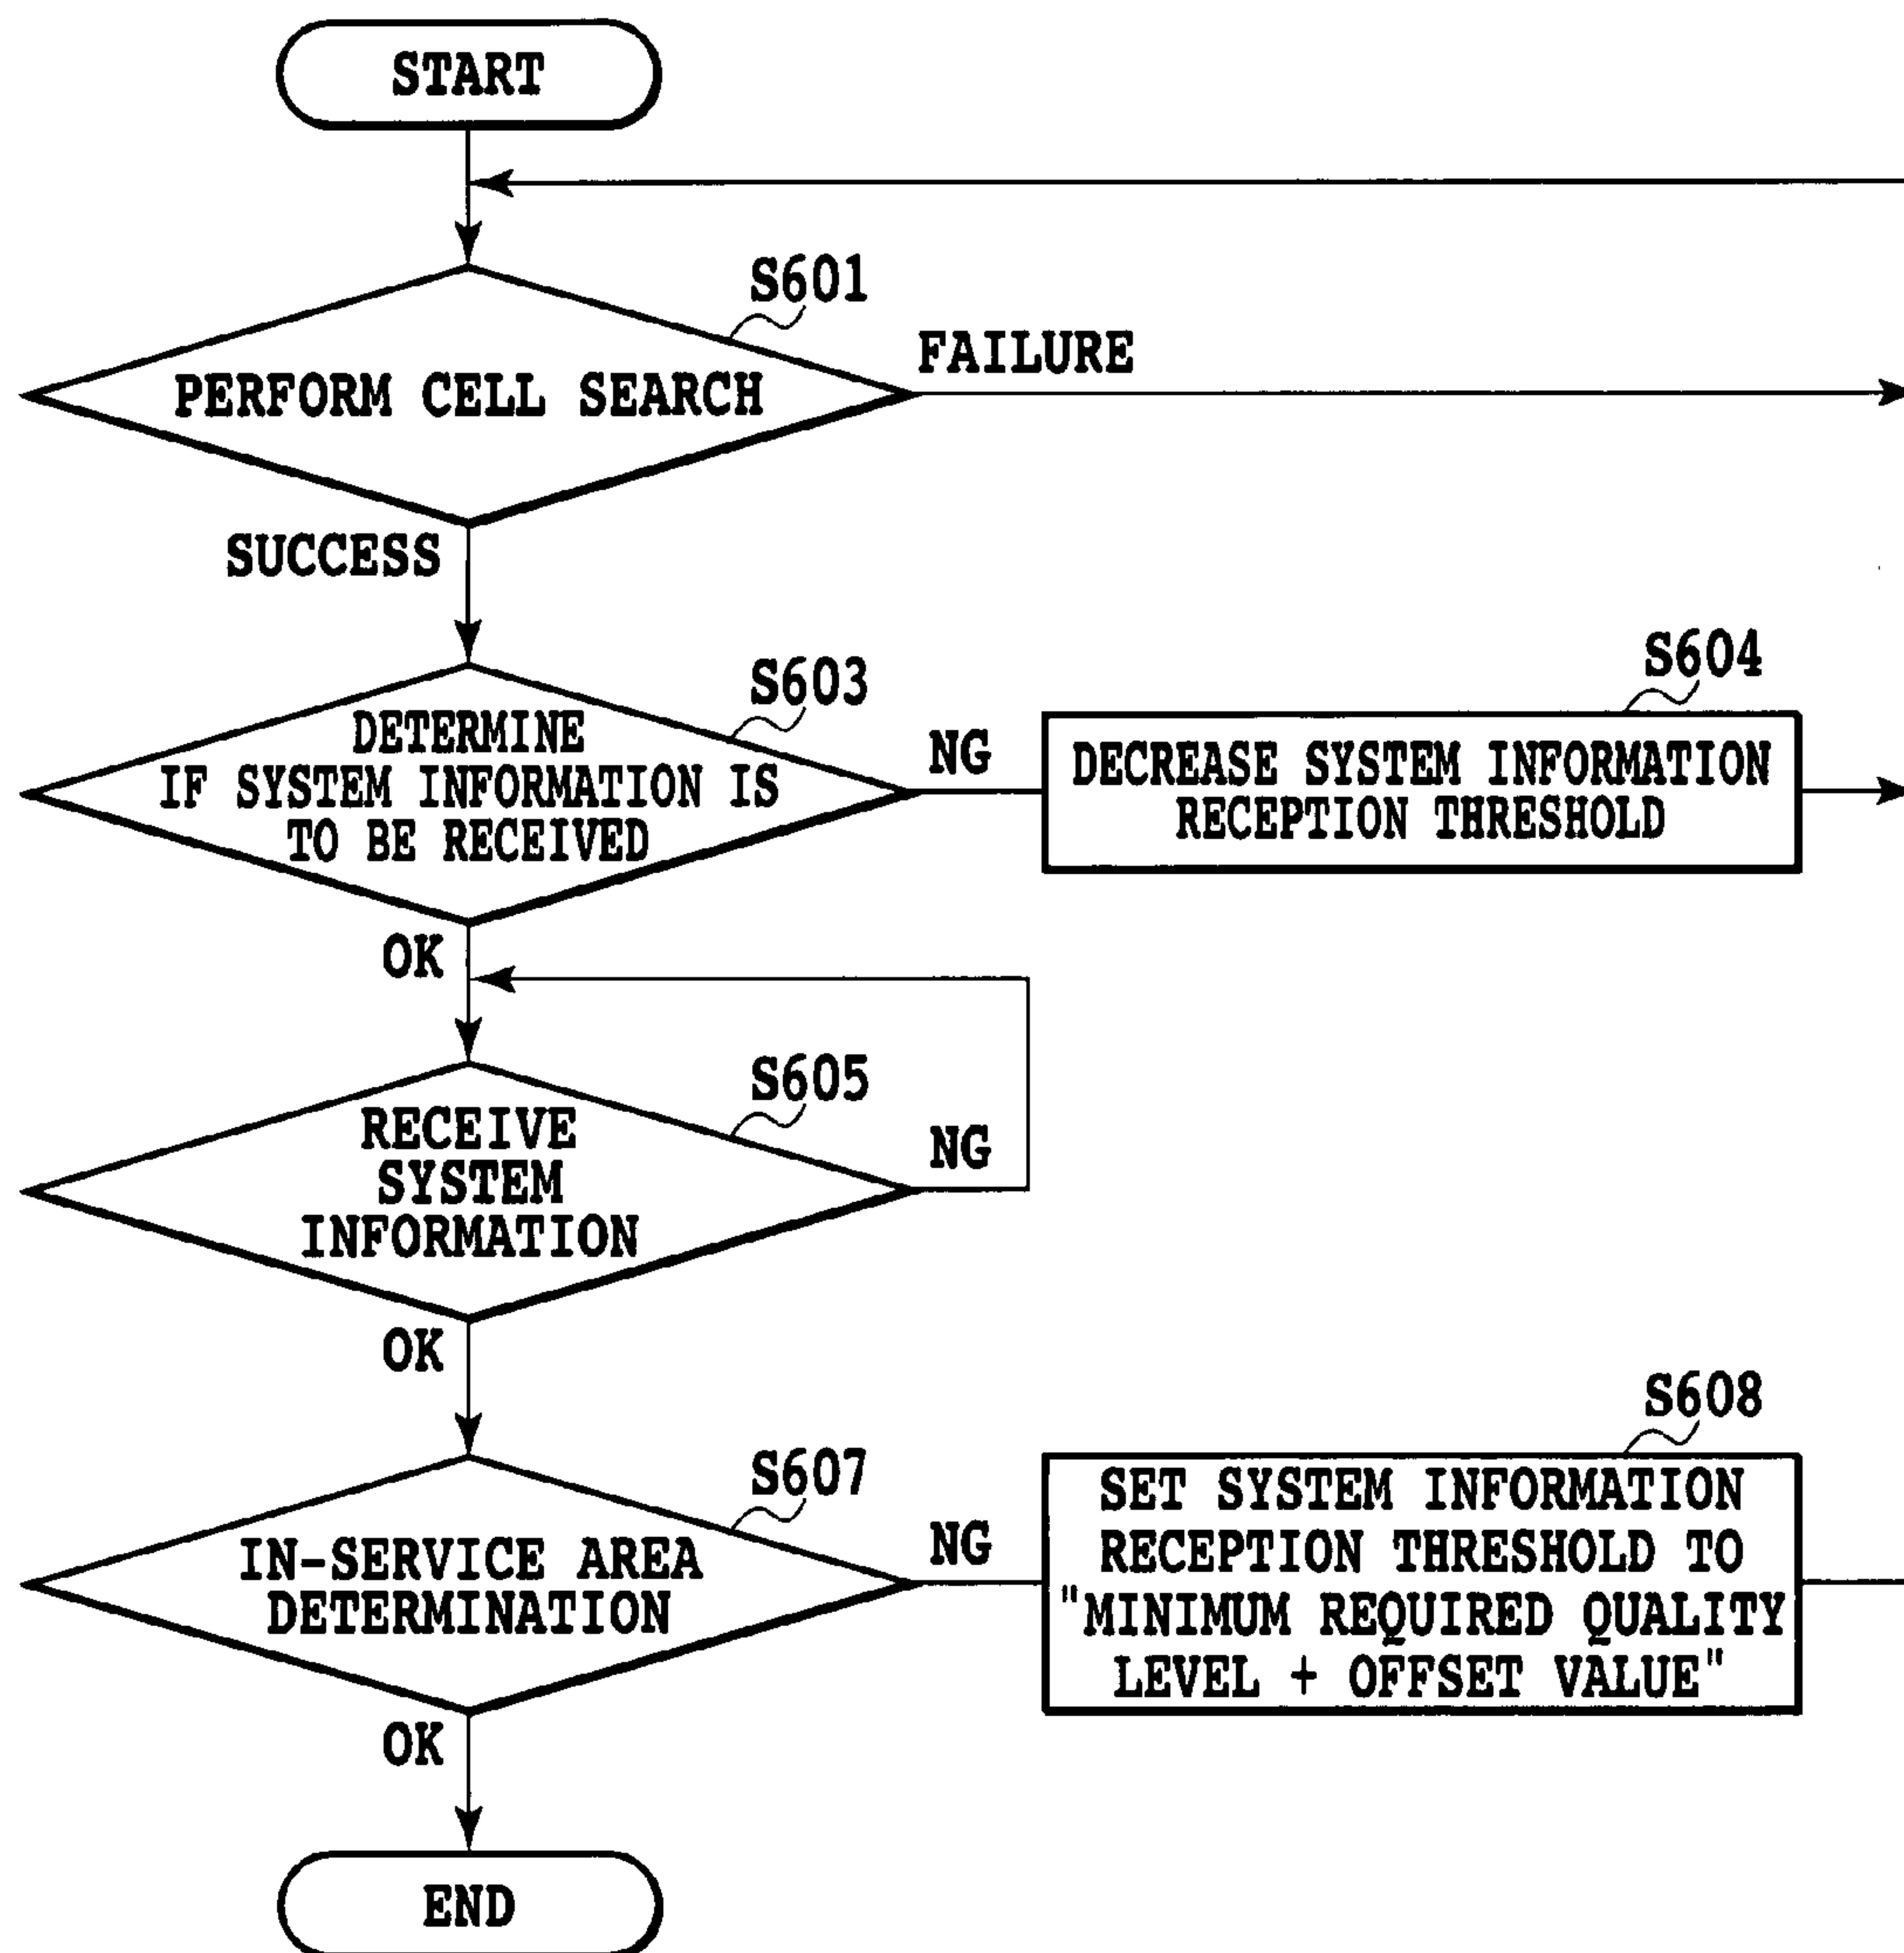 START
S601
PERFORM CELL SEARCH
FAILURE
SUCCESS
S603
DETERMINE
IF SYSTEM INFORMATION IS
TO BE RECEIVED
NG
S604
DECREASE SYSTEM INFORMATION
RECEPTION THRESHOLD
OK
S605
RECEIVE
SYSTEM
INFORMATION
NG
OK
S607
IN-SERVICE AREA
DETERMINATION
NG
S608
SET SYSTEM INFORMATION
RECEPTION THRESHOLD TO
"MINIMUM REQUIRED QUALITY
LEVEL + OFFSET VALUE"
OK
END